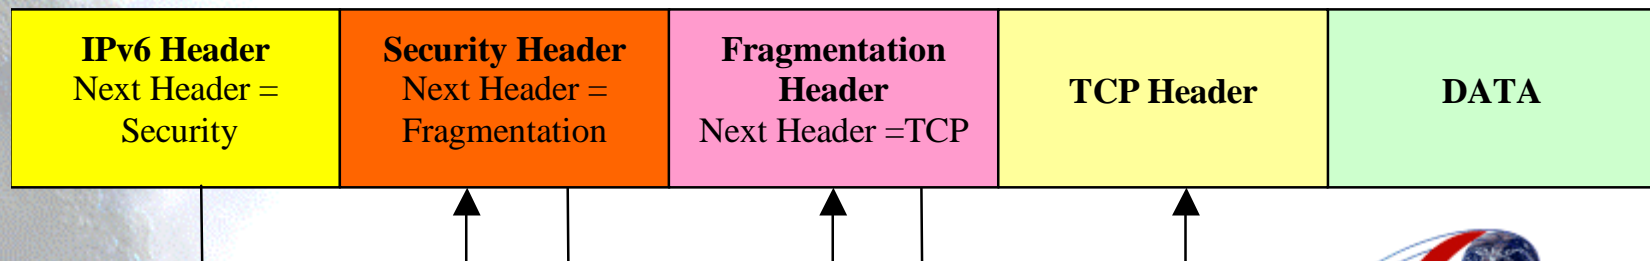 IPv6 Header
Next Header =
Security
Security Header
Next Header =
Fragmentation
Fragmentation
Header
Next Header =TCP
TCP Header
DATA